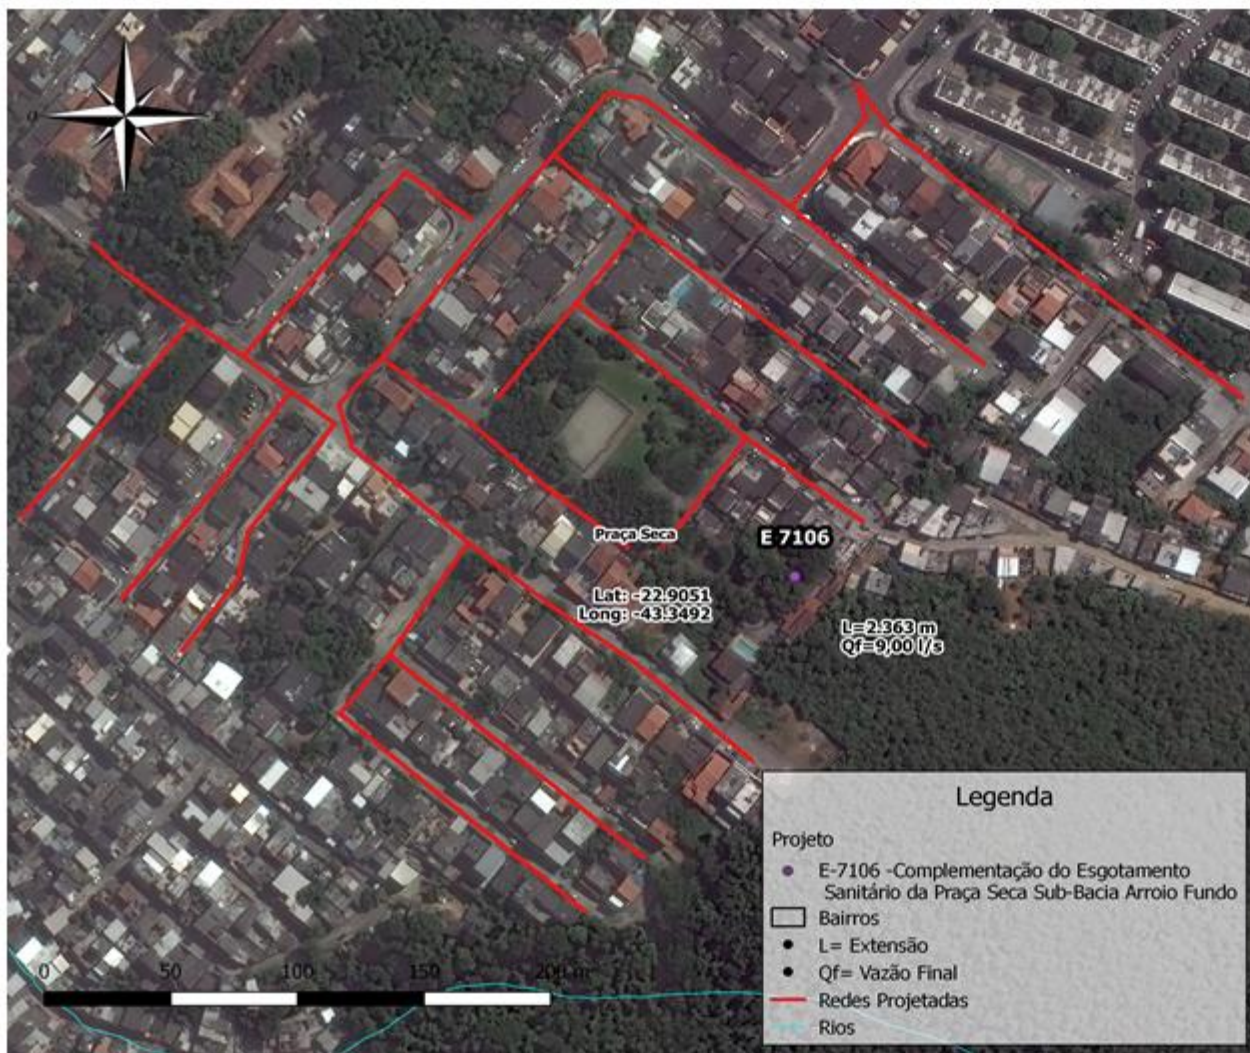 N
O
Praça Seca
E 7106
Lat: -22.9051
Long: -43.3492
L=2.363 m
Qf=9,00 l/s
Legenda
Projeto
E-7106 -Complementação do Esgotamento
Sanitário da Praça Seca Sub-Bacia Arroio Fundo
Bairros
L= Extensão
Qf= Vazão Final
Redes Projetadas
Rios
0 50 100 150 200 m